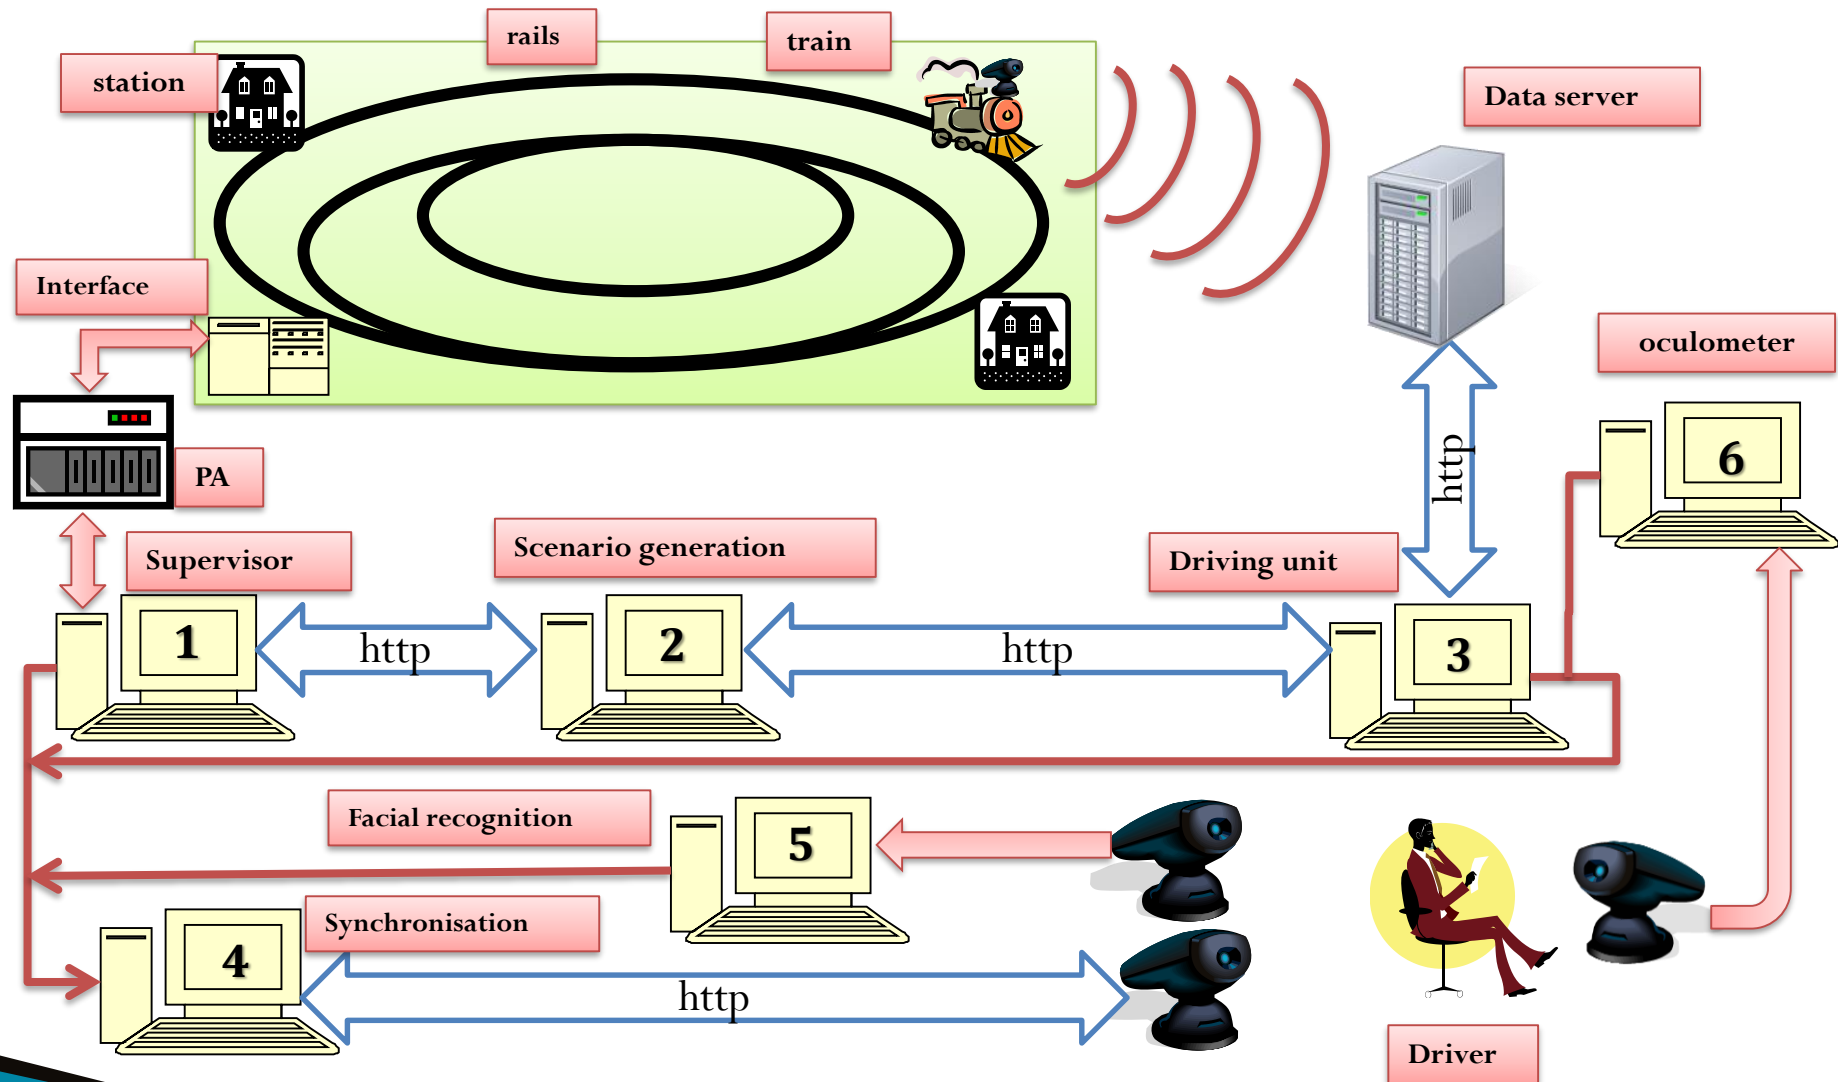 rails
train
station
Data server
Interface
oculometer
PA
http
6
Supervisor
Scenario generation
Driving unit
1
http
2
http
3
Facial recognition
5
Synchronisation
4
http
Driver